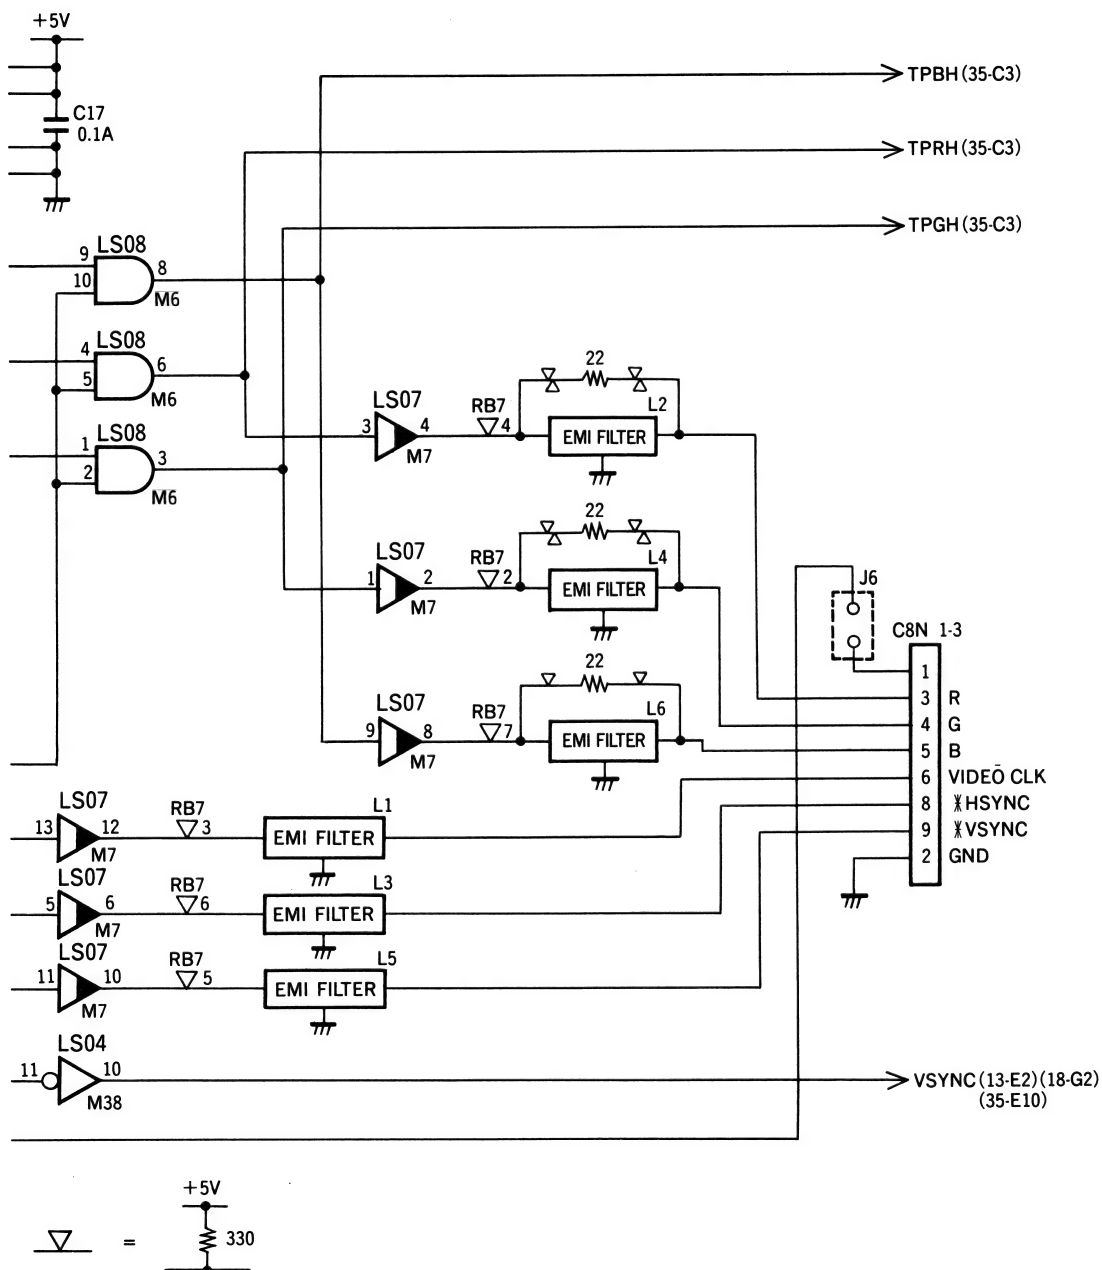 +5V
C17
0.1A
TPBH (35-C3)
TPRH (35-C3)
TPGH (35-C3)
LS08
9
10
8
M6
LS08
4
5
6
M6
LS08
1
2
3
M6
22
LS07
3
4
M7
RB7
4
L2
EMI FILTER
22
LS07
1
2
M7
RB7
2
L4
EMI FILTER
22
LS07
9
8
M7
RB7
7
L6
EMI FILTER
J6
C8N 1-3
1
3 R
4 G
5 B
6 VIDEŌ CLK
8 ⁎HSYNC
9 ⁎VSYNC
2 GND
LS07
13
12
M7
RB7
3
L1
EMI FILTER
LS07
5
6
M7
RB7
6
L3
EMI FILTER
LS07
11
10
M7
RB7
5
L5
EMI FILTER
LS04
11
10
M38
VSYNC (13-E2)(18-G2)
(35-E10)
+5V
=
330